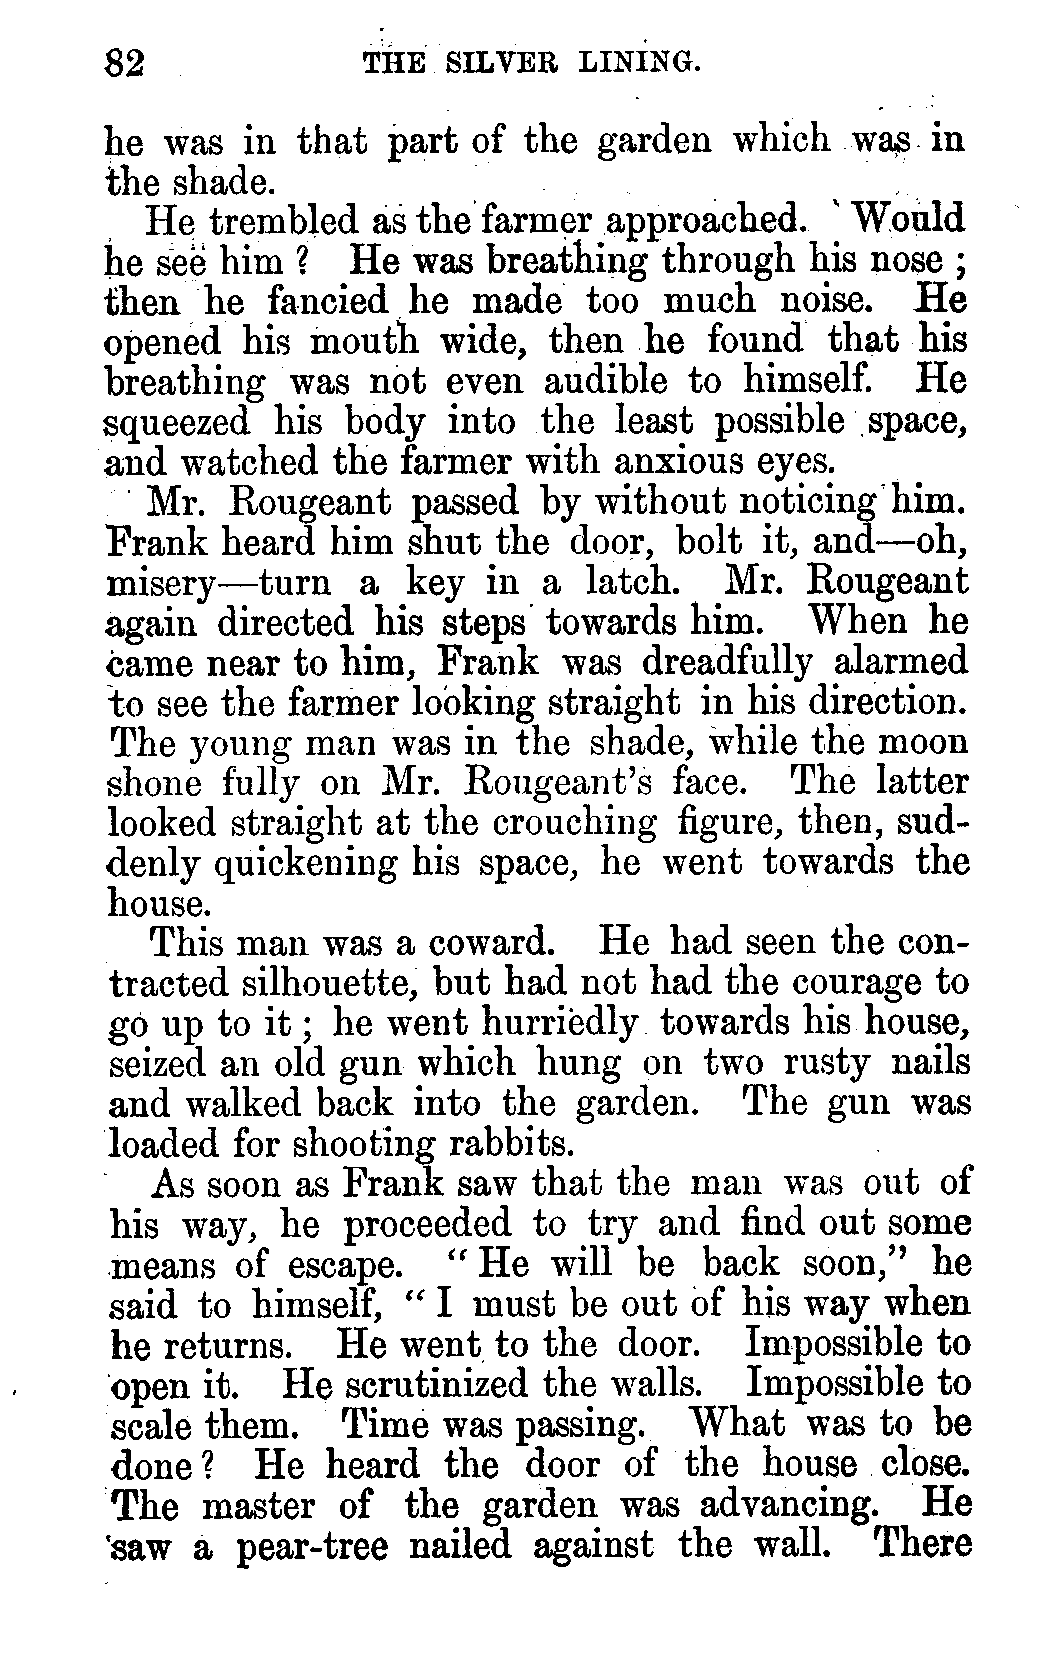 82 THE SILVER LINING.
he was in that part of the garden which was in
the shade.
He trembled as the farmer approached. Would
he see him ? He was breathing through his nose ;
then he fancied he made too much noise. He
opened his mouth wide, then he found that his
breathing was not even audible to himself. He
squeezed his body into the least possible space,
and watched the farmer with anxious eyes.
Mr. Rougeant passed by without noticing him.
Frank heard him shut the door, bolt it, and—oh,
misery—turn a key in a latch. Mr. Rougeant
again directed his steps towards him. When he
came near to him, Frank was dreadfully alarmed
to see the farmer looking straight in his direction.
The young man was in the shade, while the moon
shone fully on Mr. Rougeant's face. The latter
looked straight at the crouching figure, then, sud-
denly quickening his space, he went towards the
house.
This man was a coward. He had seen the con-
tracted silhouette, but had not had the courage to
go up to it ; he went hurriedly towards his house,
seized an old gun which hung on two rusty nails
and walked back into the garden. The gun was
loaded for shooting rabbits.
As soon as Frank saw that the man was out of
his way, he proceeded to try and find out some
means of escape. “ He will be back soon,” he
said to himself, “ I must be out of his way when
he returns. He went to the door. Impossible to
open it. He scrutinized the walls. Impossible to
scale them. Time was passing. What was to be
done ? He heard the door of the house close.
The master of the garden was advancing. He
saw a pear-tree nailed against the wall. There